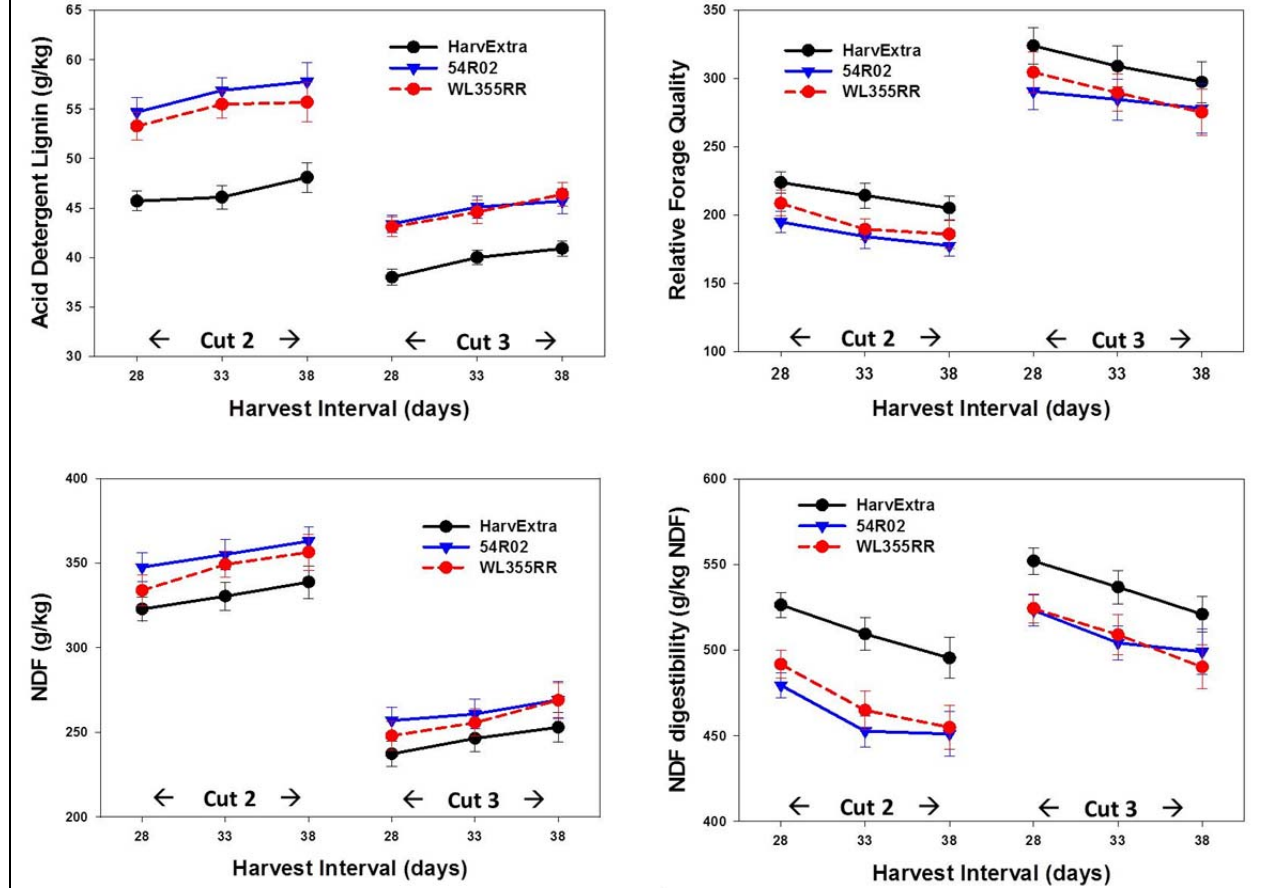 Acid Detergent Lignin (g/kg)
65
60
55
50
45
40
35
30
HarvExtra
54R02
WL355RR
← Cut 2 →
← Cut 3 →
28 33 38 28 33 38
Harvest Interval (days)
Relative Forage Quality
350
300
250
200
150
100
HarvExtra
54R02
WL355RR
← Cut 2 →
← Cut 3 →
28 33 38 28 33 38
Harvest Interval (days)
NDF (g/kg)
400
350
300
250
200
HarvExtra
54R02
WL355RR
← Cut 2 →
← Cut 3 →
28 33 38 28 33 38
Harvest Interval (days)
NDF digestibility (g/kg NDF)
600
550
500
450
400
HarvExtra
54R02
WL355RR
← Cut 2 →
← Cut 3 →
28 33 38 28 33 38
Harvest Interval (days)